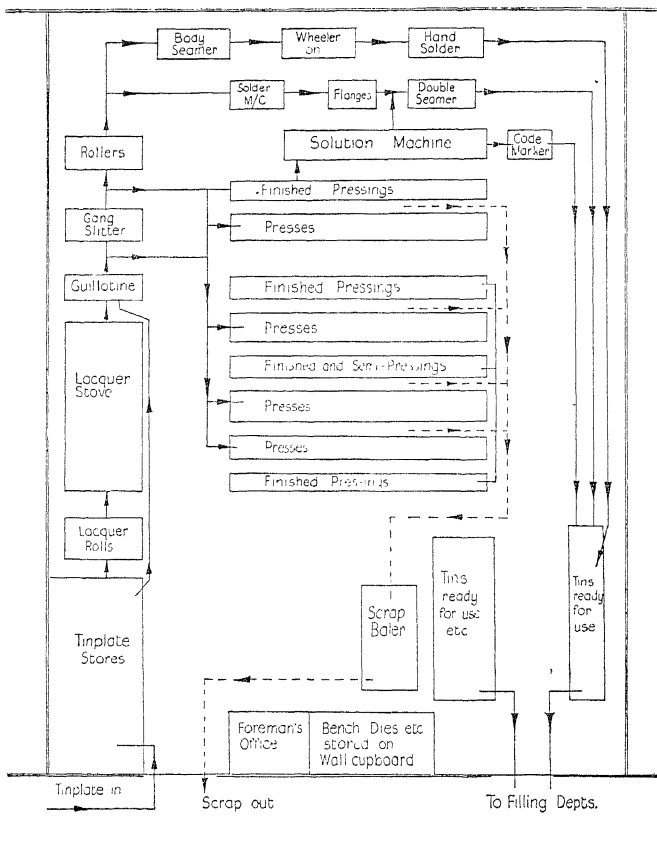 Body
Seamer
Wheeler
on
Hand
Solder
Solder
M/C
Flanges
Double
Seamer
Rollers
Solution Machine
Code
Marker
Finished Pressings
Gang
Slitter
Presses
Guillotine
Finished Pressings
Presses
Lacquer
Stove
Finished and Semi-Pressings
Presses
Presses
Finished Pressings
Lacquer
Rolls
Tins
ready
for use
etc
Tins
ready
for
use
Scrap
Baler
Tinplate
Stores
Foreman's
Office
Bench Dies etc
stored on
Wall cupboard
Tinplate in
Scrap out
To Filling Depts.